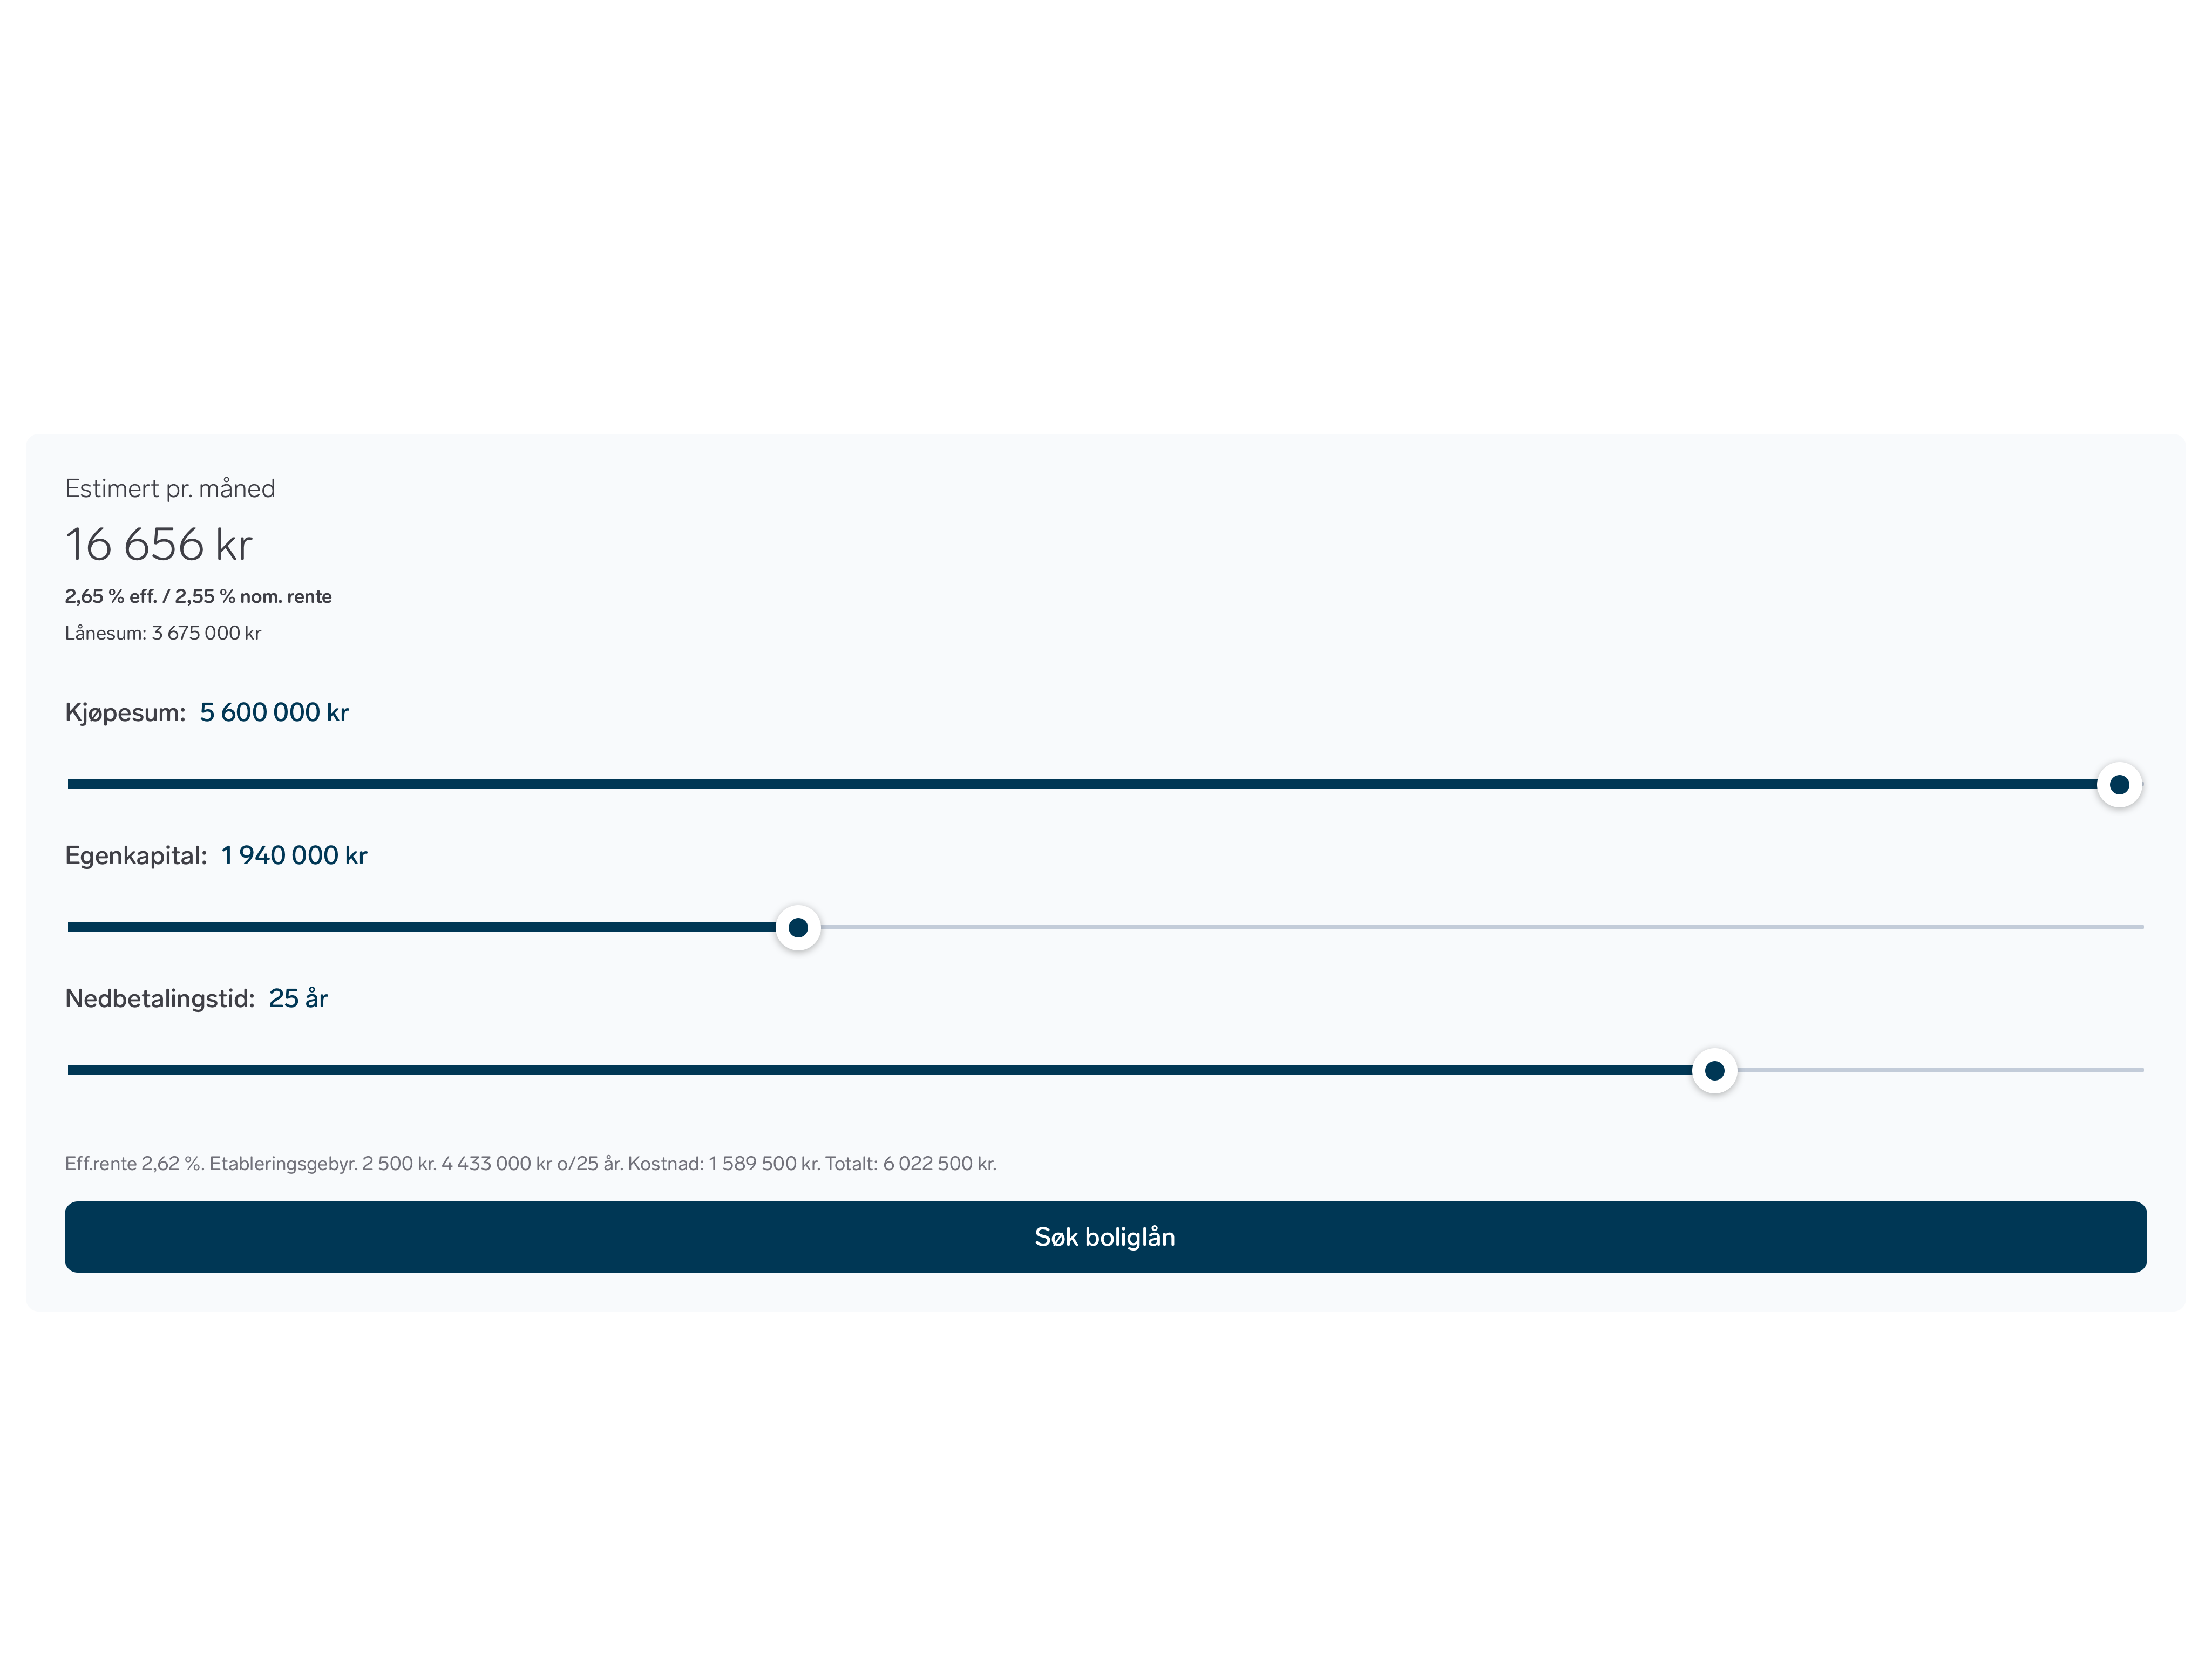 Estimert pr. måned
16 656 kr
2,65 % eff. / 2,55 % nom. rente
Lånesum: 3 675 000 kr
Kjøpesum: 5 600 000 kr
Egenkapital: 1 940 000 kr
Nedbetalingstid: 25 år
Eff.rente 2,62 %. Etableringsgebyr. 2 500 kr. 4 433 000 kr o/25 år. Kostnad: 1 589 500 kr. Totalt: 6 022 500 kr.
Søk boliglån